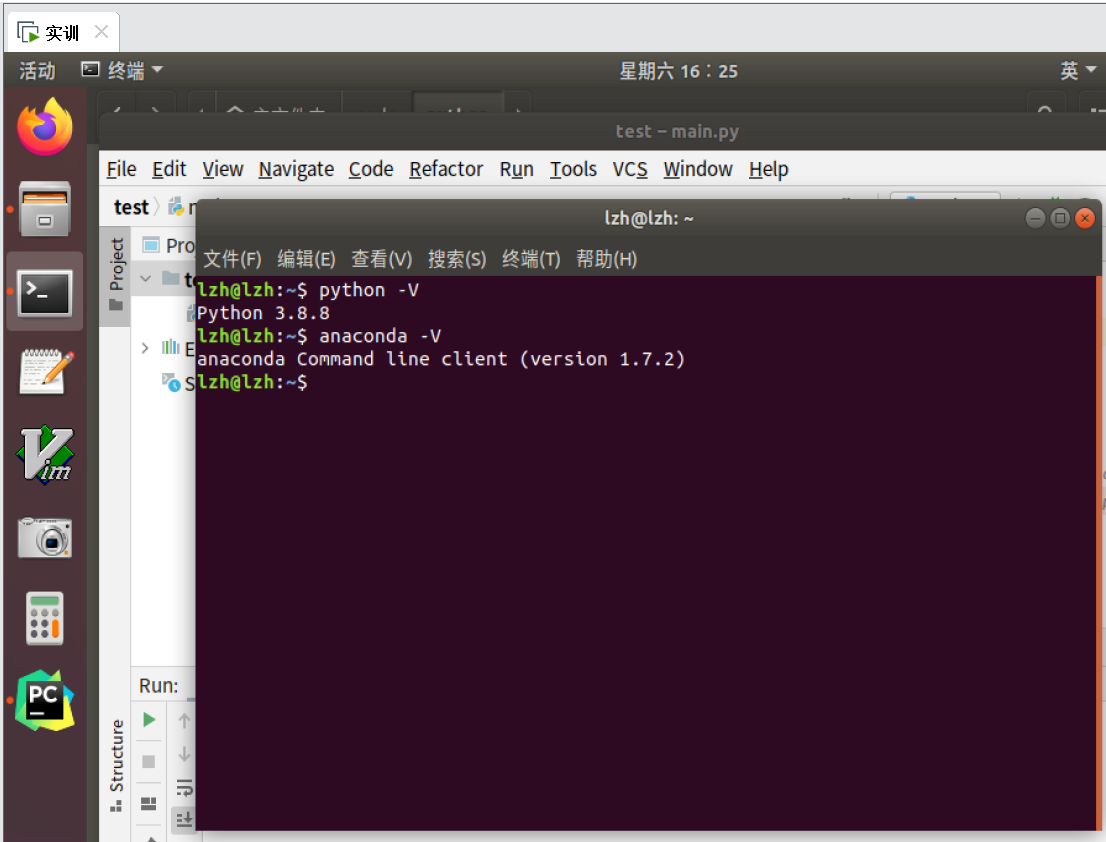 实训
活动 终端 星期六 16：25 英
test – main.py
File Edit View Navigate Code Refactor Run Tools VCS Window Help
test
lzh@lzh: ~
Project
Pro
文件(F) 编辑(E) 查看(V) 搜索(S) 终端(T) 帮助(H)
lzh@lzh:~$ python -V
Python 3.8.8
lzh@lzh:~$ anaconda -V
anaconda Command line client (version 1.7.2)
lzh@lzh:~$
Vim
PC
Run:
Structure